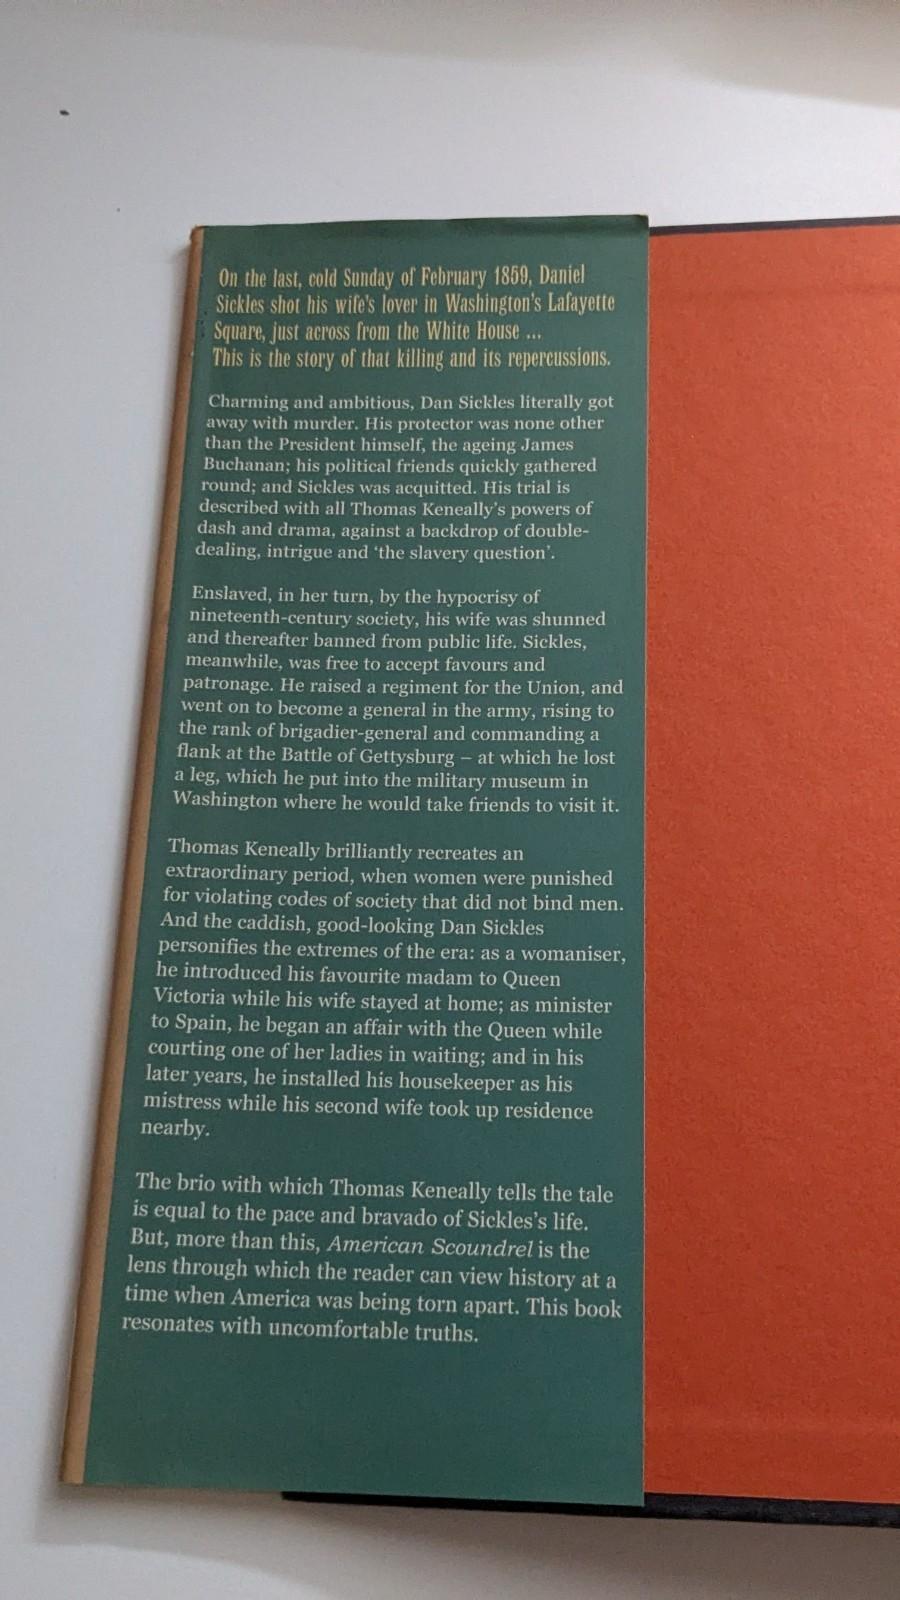 On the last, cold Sunday of February 1859, Daniel
Sickles shot his wife's lover in Washington's Lafayette
Square, just across from the White House ...
This is the story of that killing and its repercussions.
Charming and ambitious, Dan Sickles literally got
away with murder. His protector was none other
than the President himself, the ageing James
Buchanan; his political friends quickly gathered
round; and Sickles was acquitted. His trial is
described with all Thomas Keneally's powers of
dash and drama, against a backdrop of double-
dealing, intrigue and 'the slavery question'.
Enslaved, in her turn, by the hypocrisy of
nineteenth-century society, his wife was shunned
and thereafter banned from public life. Sickles,
meanwhile, was free to accept favours and
patronage. He raised a regiment for the Union, and
went on to become a general in the army, rising to
the rank of brigadier-general and commanding a
flank at the Battle of Gettysburg – at which he lost
a leg, which he put into the military museum in
Washington where he would take friends to visit it.
Thomas Keneally brilliantly recreates an
extraordinary period, when women were punished
for violating codes of society that did not bind men.
And the caddish, good-looking Dan Sickles
personifies the extremes of the era: as a womaniser,
he introduced his favourite madam to Queen
Victoria while his wife stayed at home; as minister
to Spain, he began an affair with the Queen while
courting one of her ladies in waiting; and in his
later years, he installed his housekeeper as his
mistress while his second wife took up residence
nearby.
The brio with which Thomas Keneally tells the tale
is equal to the pace and bravado of Sickles's life.
But, more than this, American Scoundrel is the
lens through which the reader can view history at a
time when America was being torn apart. This book
resonates with uncomfortable truths.